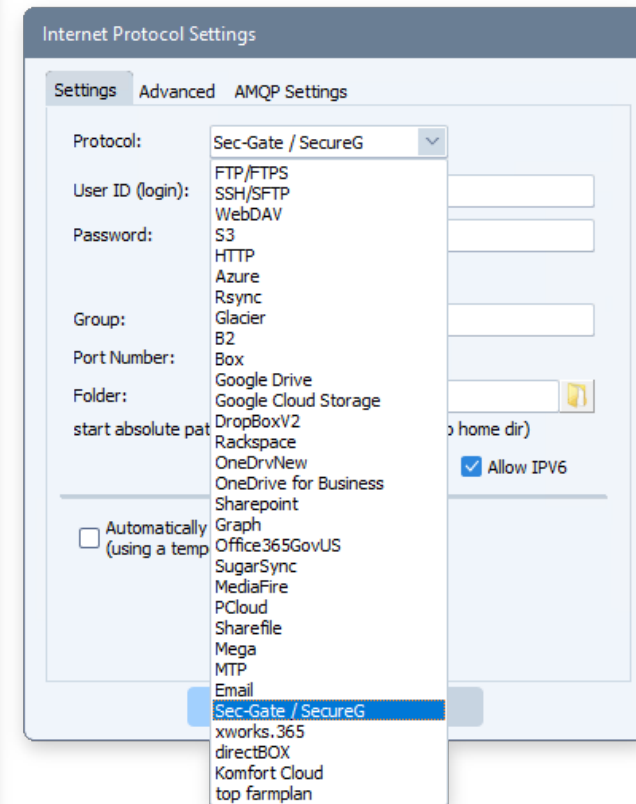 Internet Protocol Settings
Settings Advanced AMQP Settings
Protocol: Sec-Gate / SecureG
FTP/FTPS
User ID (login): SSH/SFTP
WebDAV
Password: S3
HTTP
Azure
Rsync
Group: Glacier
B2
Port Number: Box
Google Drive
Folder: Google Cloud Storage
start absolute pat DropBoxV2 o home dir)
Rackspace
OneDrvNew Allow IPV6
OneDrive for Business
Sharepoint
Automatically Graph
(using a temp Office365GovUS
SugarSync
MediaFire
PCloud
Sharefile
Mega
MTP
Email
Sec-Gate / SecureG
xworks.365
directBOX
Komfort Cloud
top farmplan